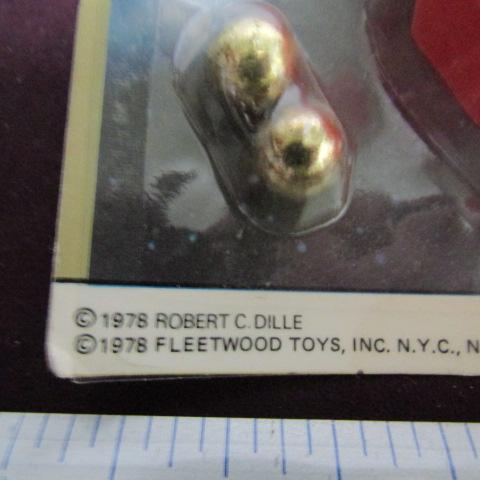 ©1978 ROBERT C. DILLE
©1978 FLEETWOOD TOYS, INC. N.Y.C., N